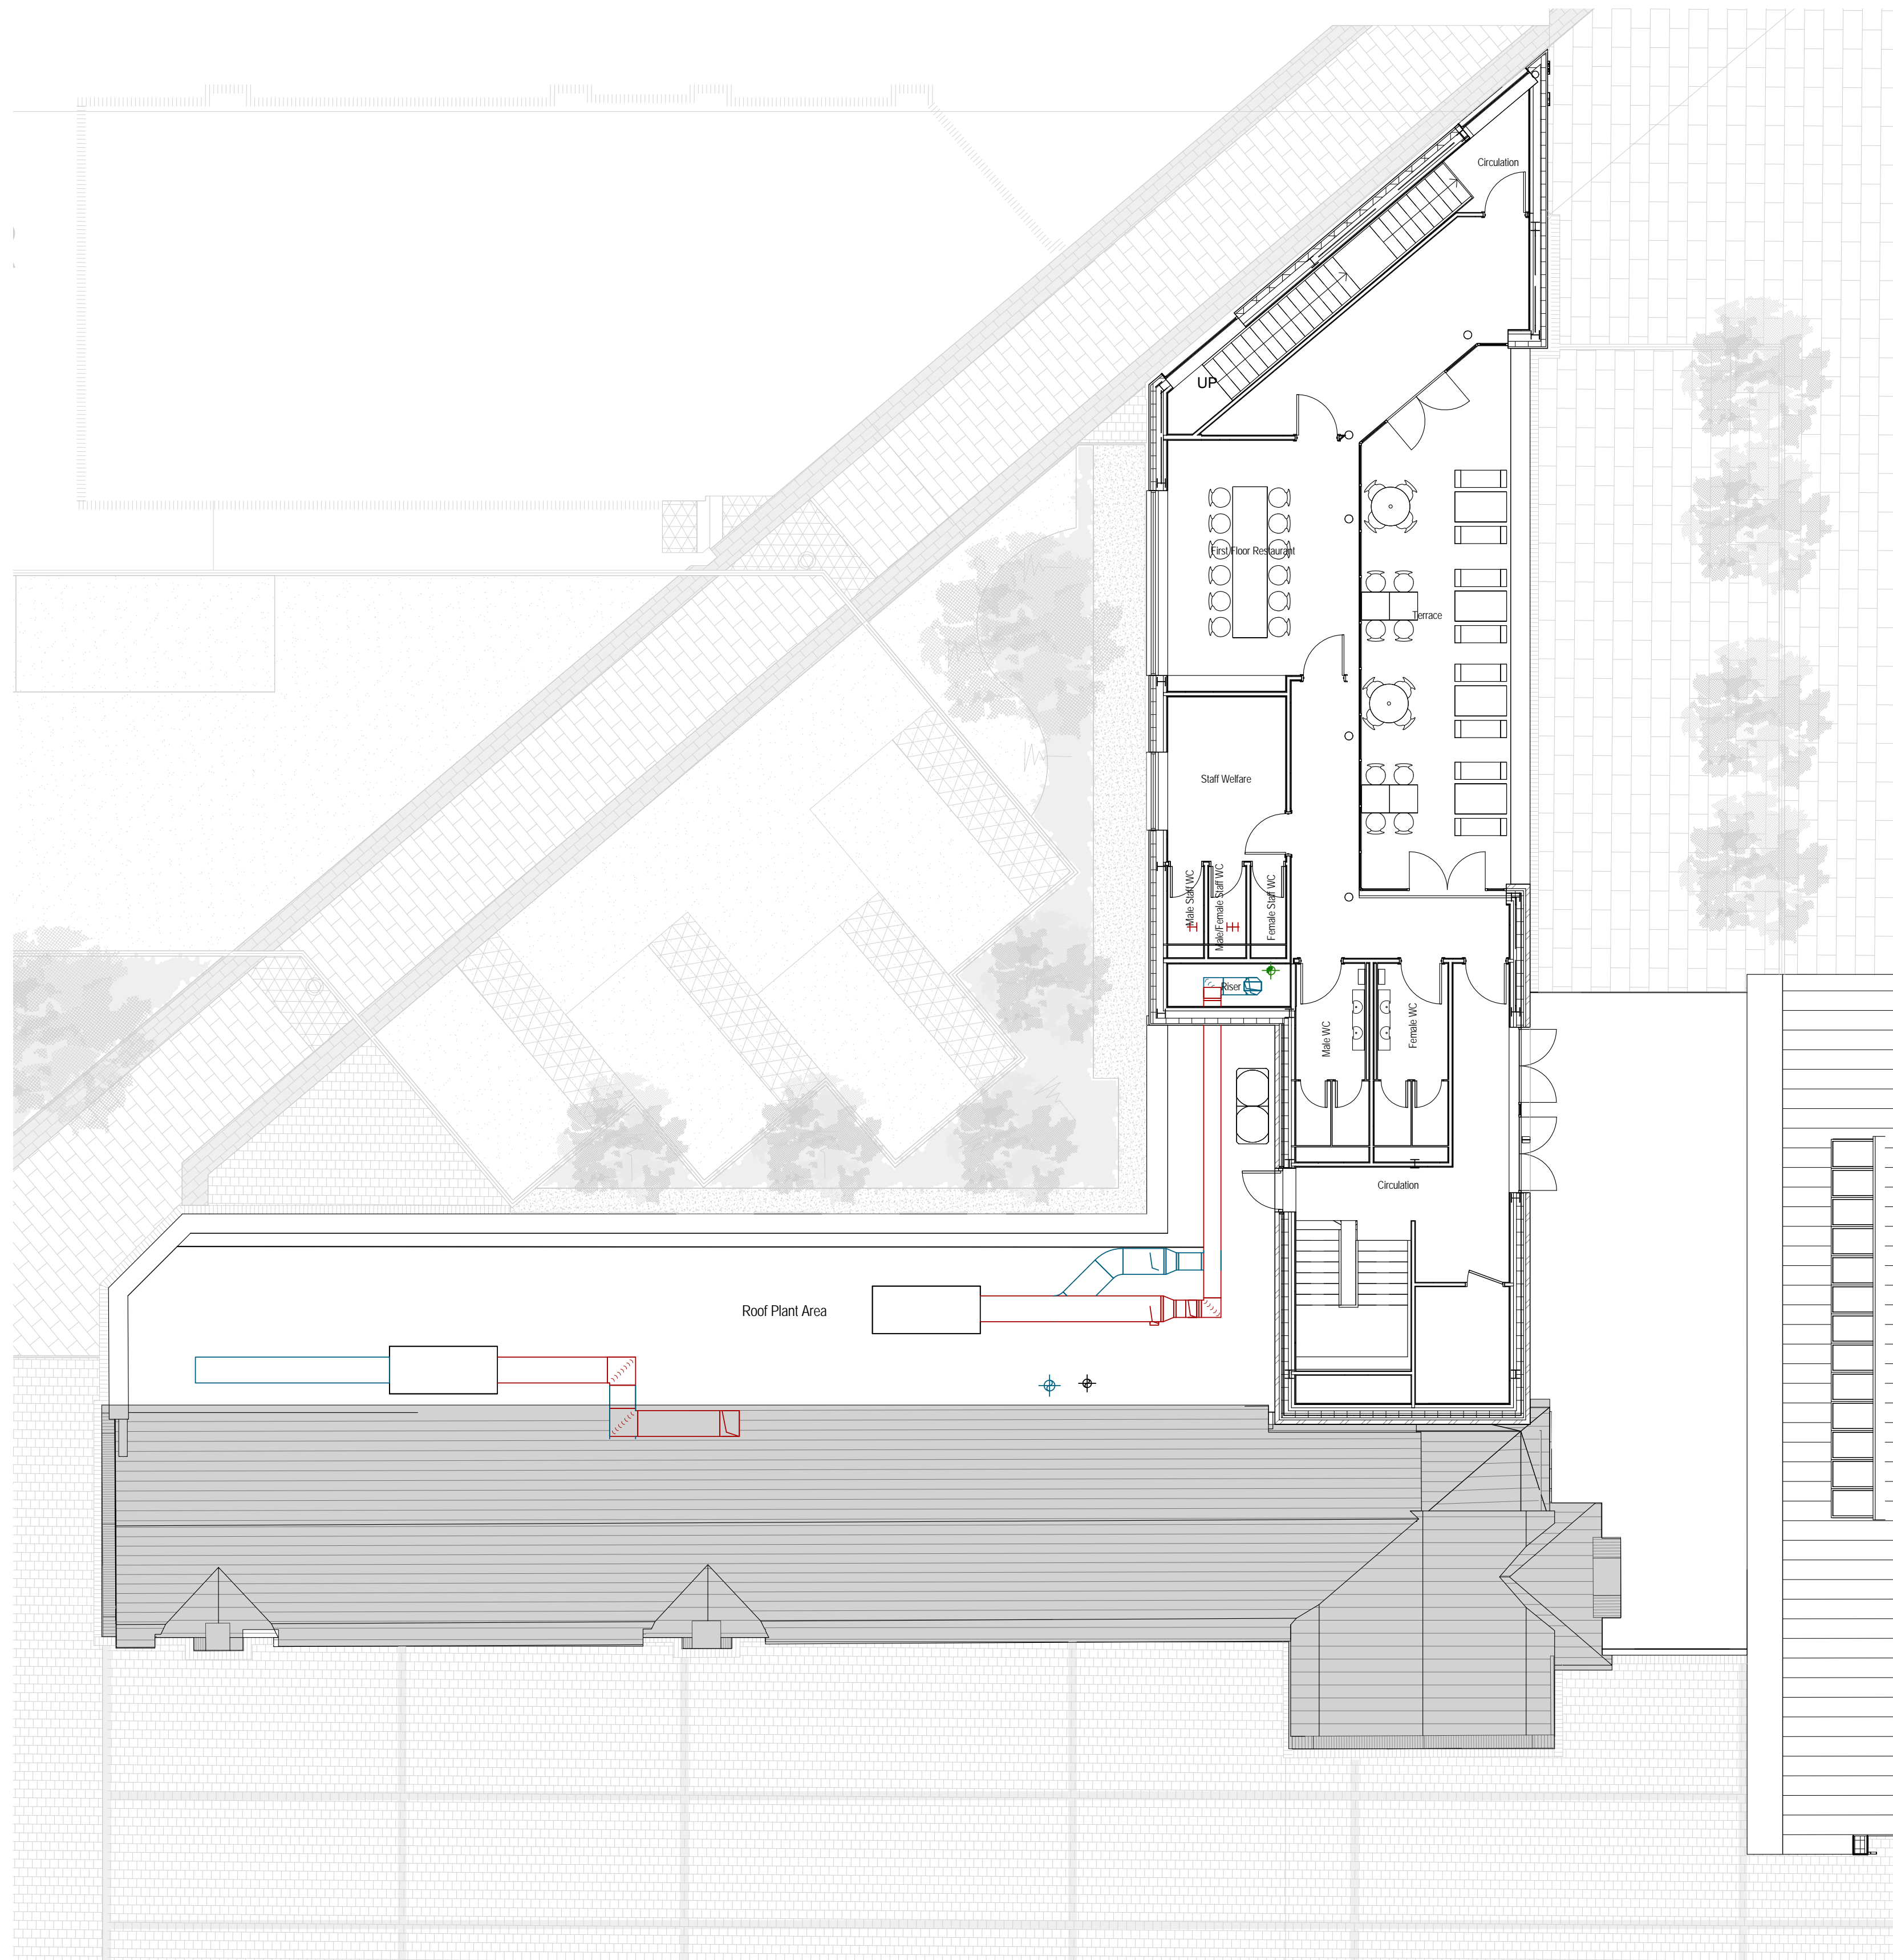 Circulation
UP
First Floor Restaurant
Terrace
Staff Welfare
Male Staff WC
Male/Female Staff WC
Female Staff WC
Riser
Male WC
Female WC
Circulation
Roof Plant Area